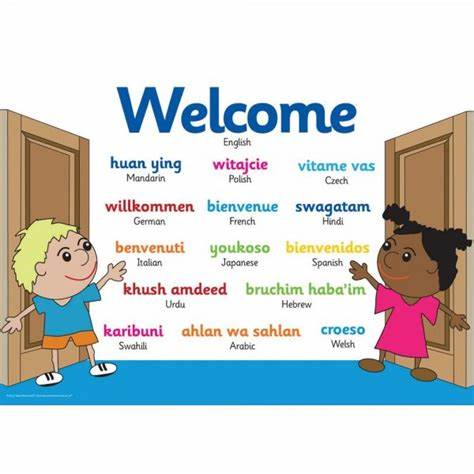 Welcome
English
huan ying witajcie vitame vas
Mandarin Polish Czech
willkommen bienvenue swagatam
German French Hindi
benvenuti youkoso bienvenidos
Italian Japanese Spanish
khush amdeed bruchim haba'im
Urdu Hebrew
karibuni ahlan wa sahlan croeso
Swahili Arabic Welsh